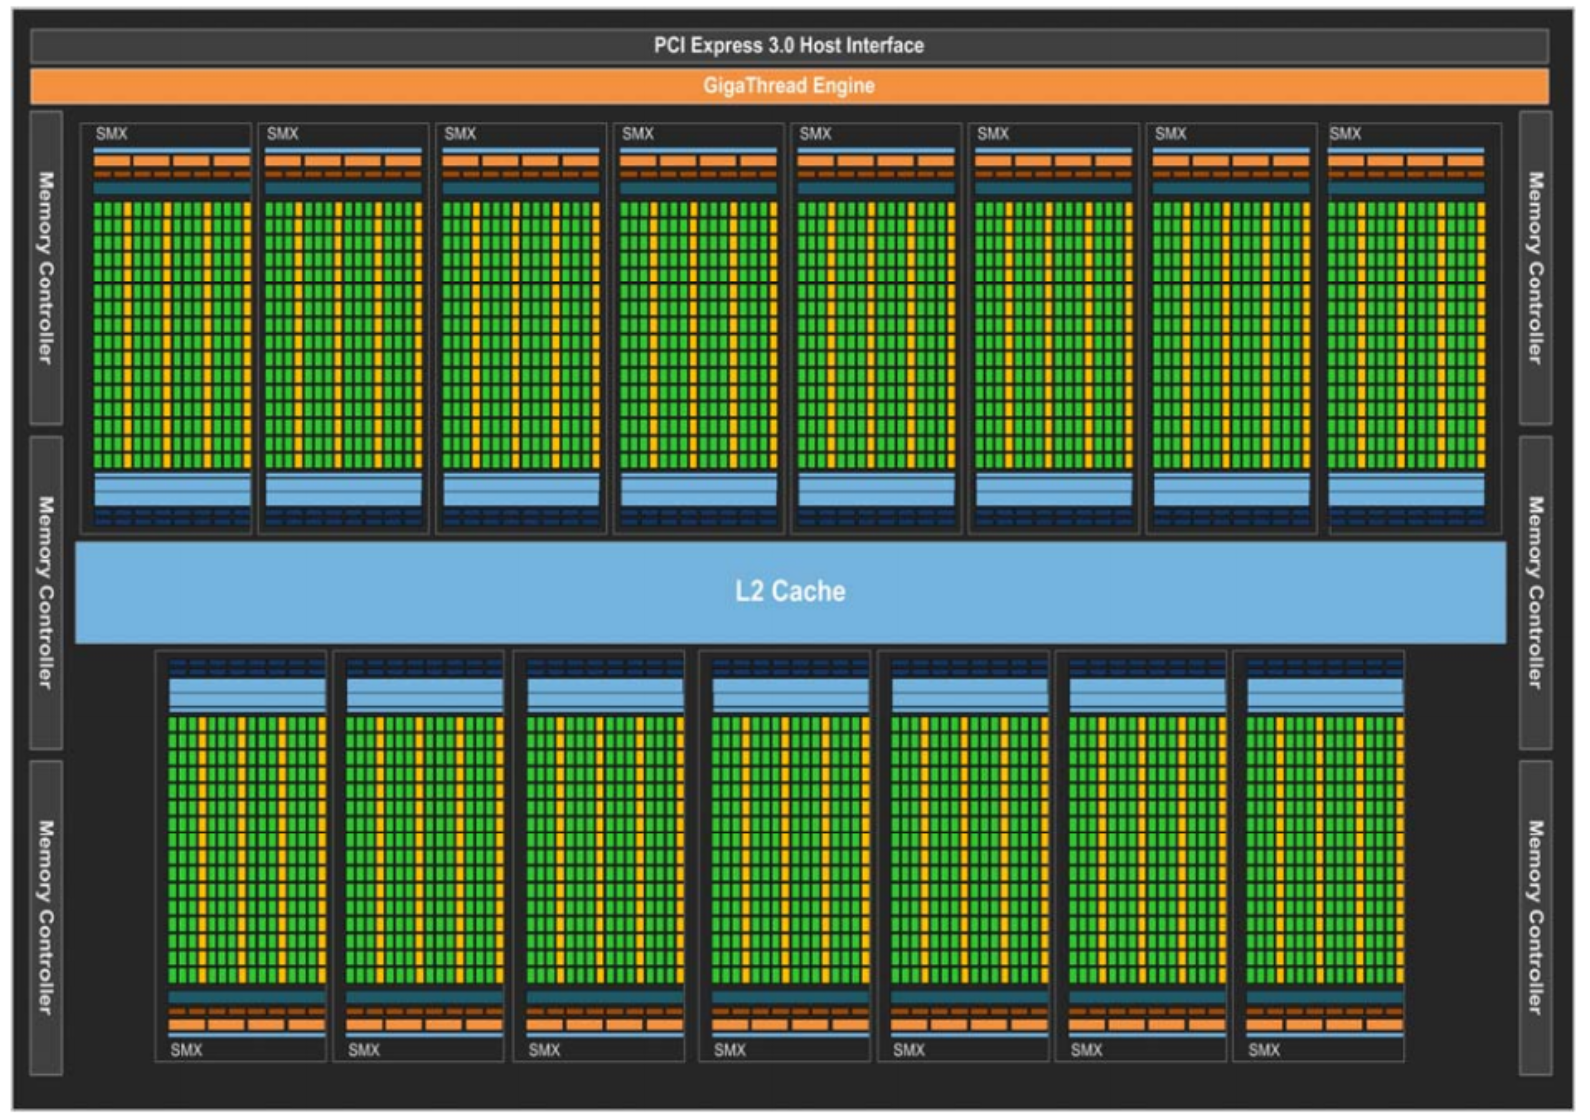 PCI Express 3.0 Host Interface
GigaThread Engine
SMX
SMX
SMX
SMX
SMX
SMX
SMX
SMX
Memory Controller
Memory Controller
Memory Controller
Memory Controller
L2 Cache
Memory Controller
Memory Controller
SMX
SMX
SMX
SMX
SMX
SMX
SMX